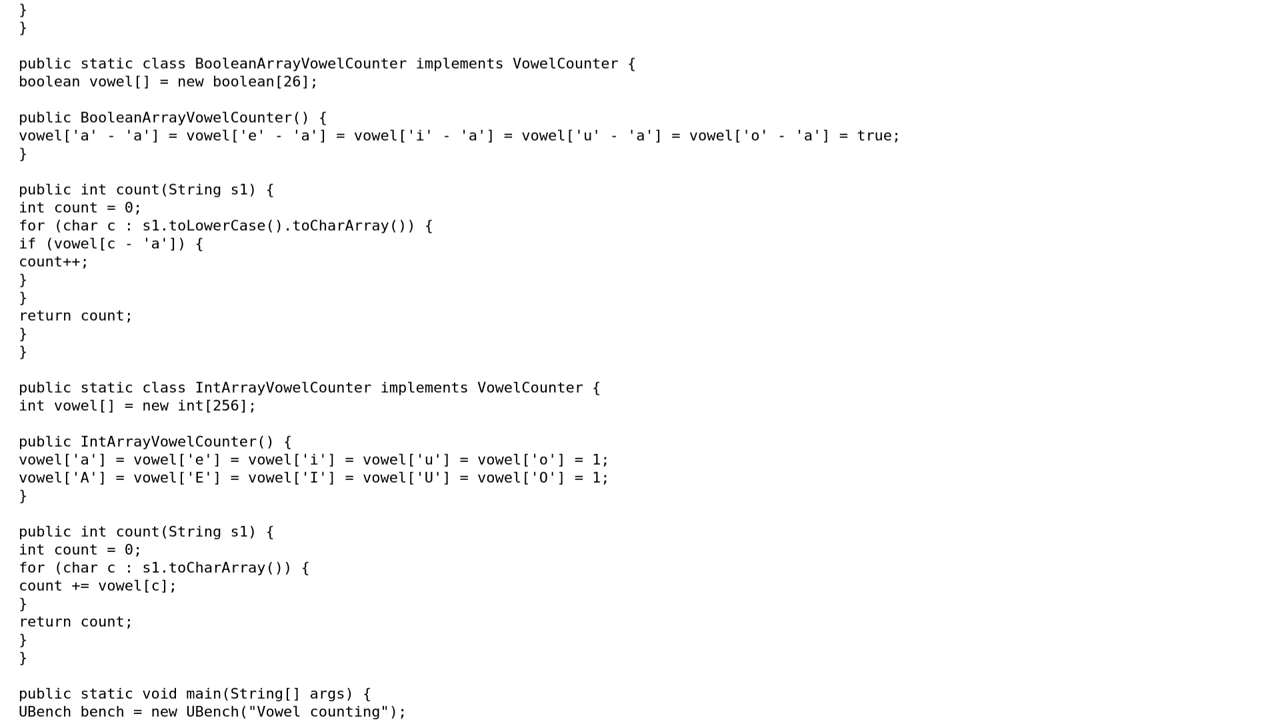 }
}
public static class BooleanArrayVowelCounter implements VowelCounter {
boolean vowel[] = new boolean[26];
public BooleanArrayVowelCounter() {
vowel['a' - 'a'] = vowel['e' - 'a'] = vowel['i' - 'a'] = vowel['u' - 'a'] = vowel['o' - 'a'] = true;
}
public int count(String s1) {
int count = 0;
for (char c : s1.toLowerCase().toCharArray()) {
if (vowel[c - 'a']) {
count++;
}
}
return count;
}
}
public static class IntArrayVowelCounter implements VowelCounter {
int vowel[] = new int[256];
public IntArrayVowelCounter() {
vowel['a'] = vowel['e'] = vowel['i'] = vowel['u'] = vowel['o'] = 1;
vowel['A'] = vowel['E'] = vowel['I'] = vowel['U'] = vowel['O'] = 1;
}
public int count(String s1) {
int count = 0;
for (char c : s1.toCharArray()) {
count += vowel[c];
}
return count;
}
}
public static void main(String[] args) {
UBench bench = new UBench("Vowel counting");